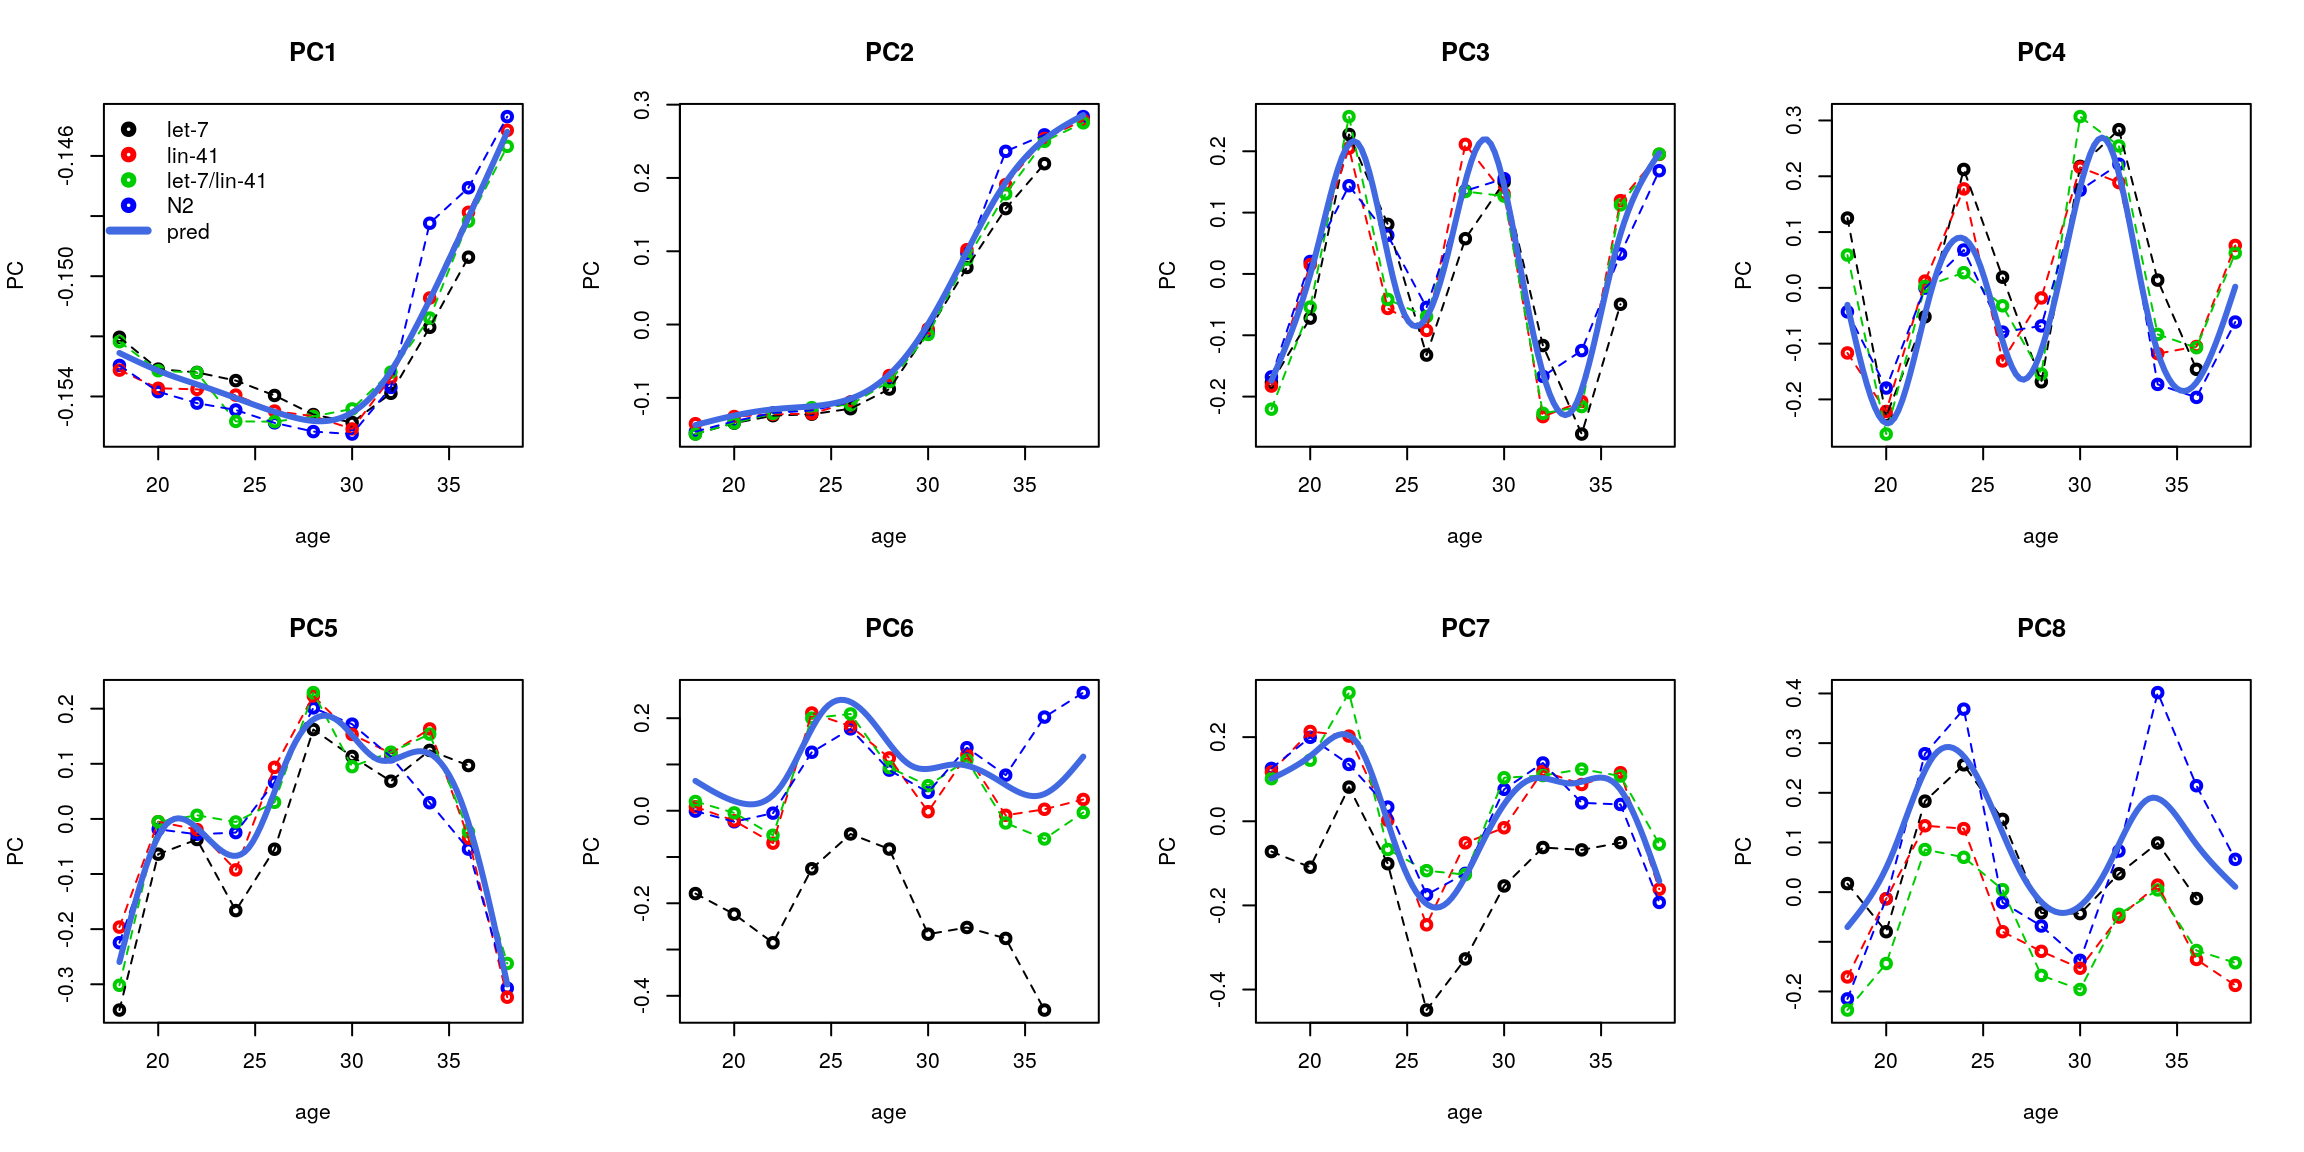 PC1
PC
-0.154 -0.150 -0.146
let-7
lin-41
let-7/lin-41
N2
pred
20 25 30 35
age
PC2
PC
-0.1 0.0 0.1 0.2 0.3
20 25 30 35
age
PC3
PC
-0.2 -0.1 0.0 0.1 0.2
20 25 30 35
age
PC4
PC
-0.2 -0.1 0.0 0.1 0.2 0.3
20 25 30 35
age
PC5
PC
-0.3 -0.2 -0.1 0.0 0.1 0.2
20 25 30 35
age
PC6
PC
-0.4 -0.2 0.0 0.2
20 25 30 35
age
PC7
PC
-0.4 -0.2 0.0 0.2
20 25 30 35
age
PC8
PC
-0.2 0.0 0.1 0.2 0.3 0.4
20 25 30 35
age